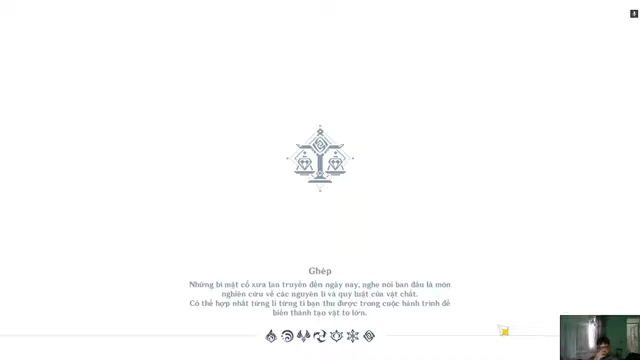 Ghép
Những bí mật cổ xưa lan truyền đến ngày nay, nghe nói ban đầu là môn
nghiên cứu về các nguyên lí và quy luật của vật chất.
Có thể hợp nhất từng li từng tí bạn thu được trong cuộc hành trình để
biến thành tạo vật to lớn.